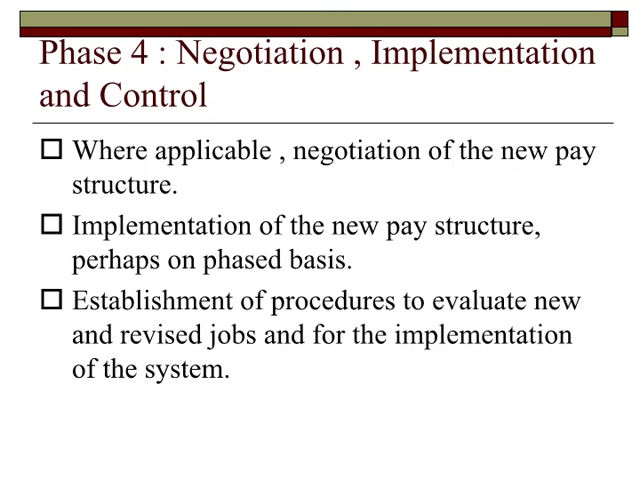 Phase 4 : Negotiation , Implementation
and Control
Where applicable , negotiation of the new pay
structure.
Implementation of the new pay structure,
perhaps on phased basis.
Establishment of procedures to evaluate new
and revised jobs and for the implementation
of the system.